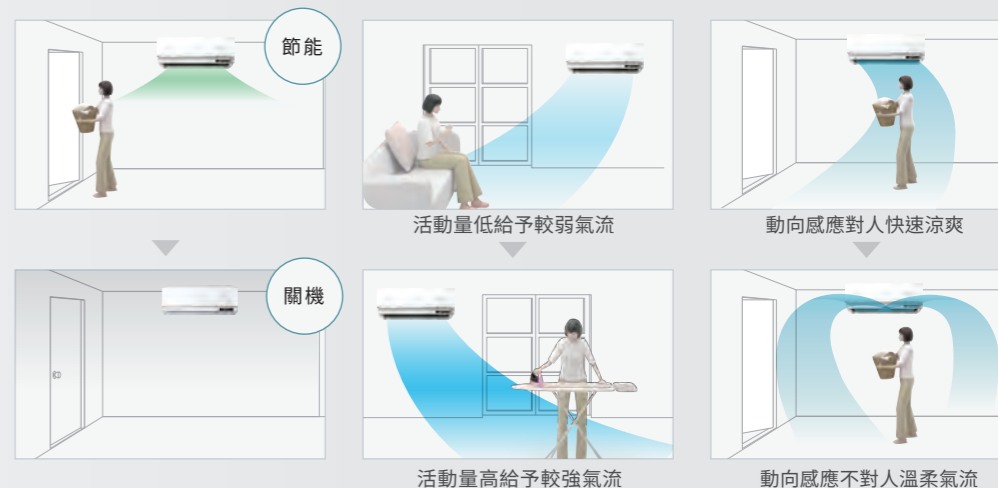 節能
活動量低給予較弱氣流
動向感應對人快速涼爽
關機
活動量高給予較強氣流
動向感應不對人溫柔氣流